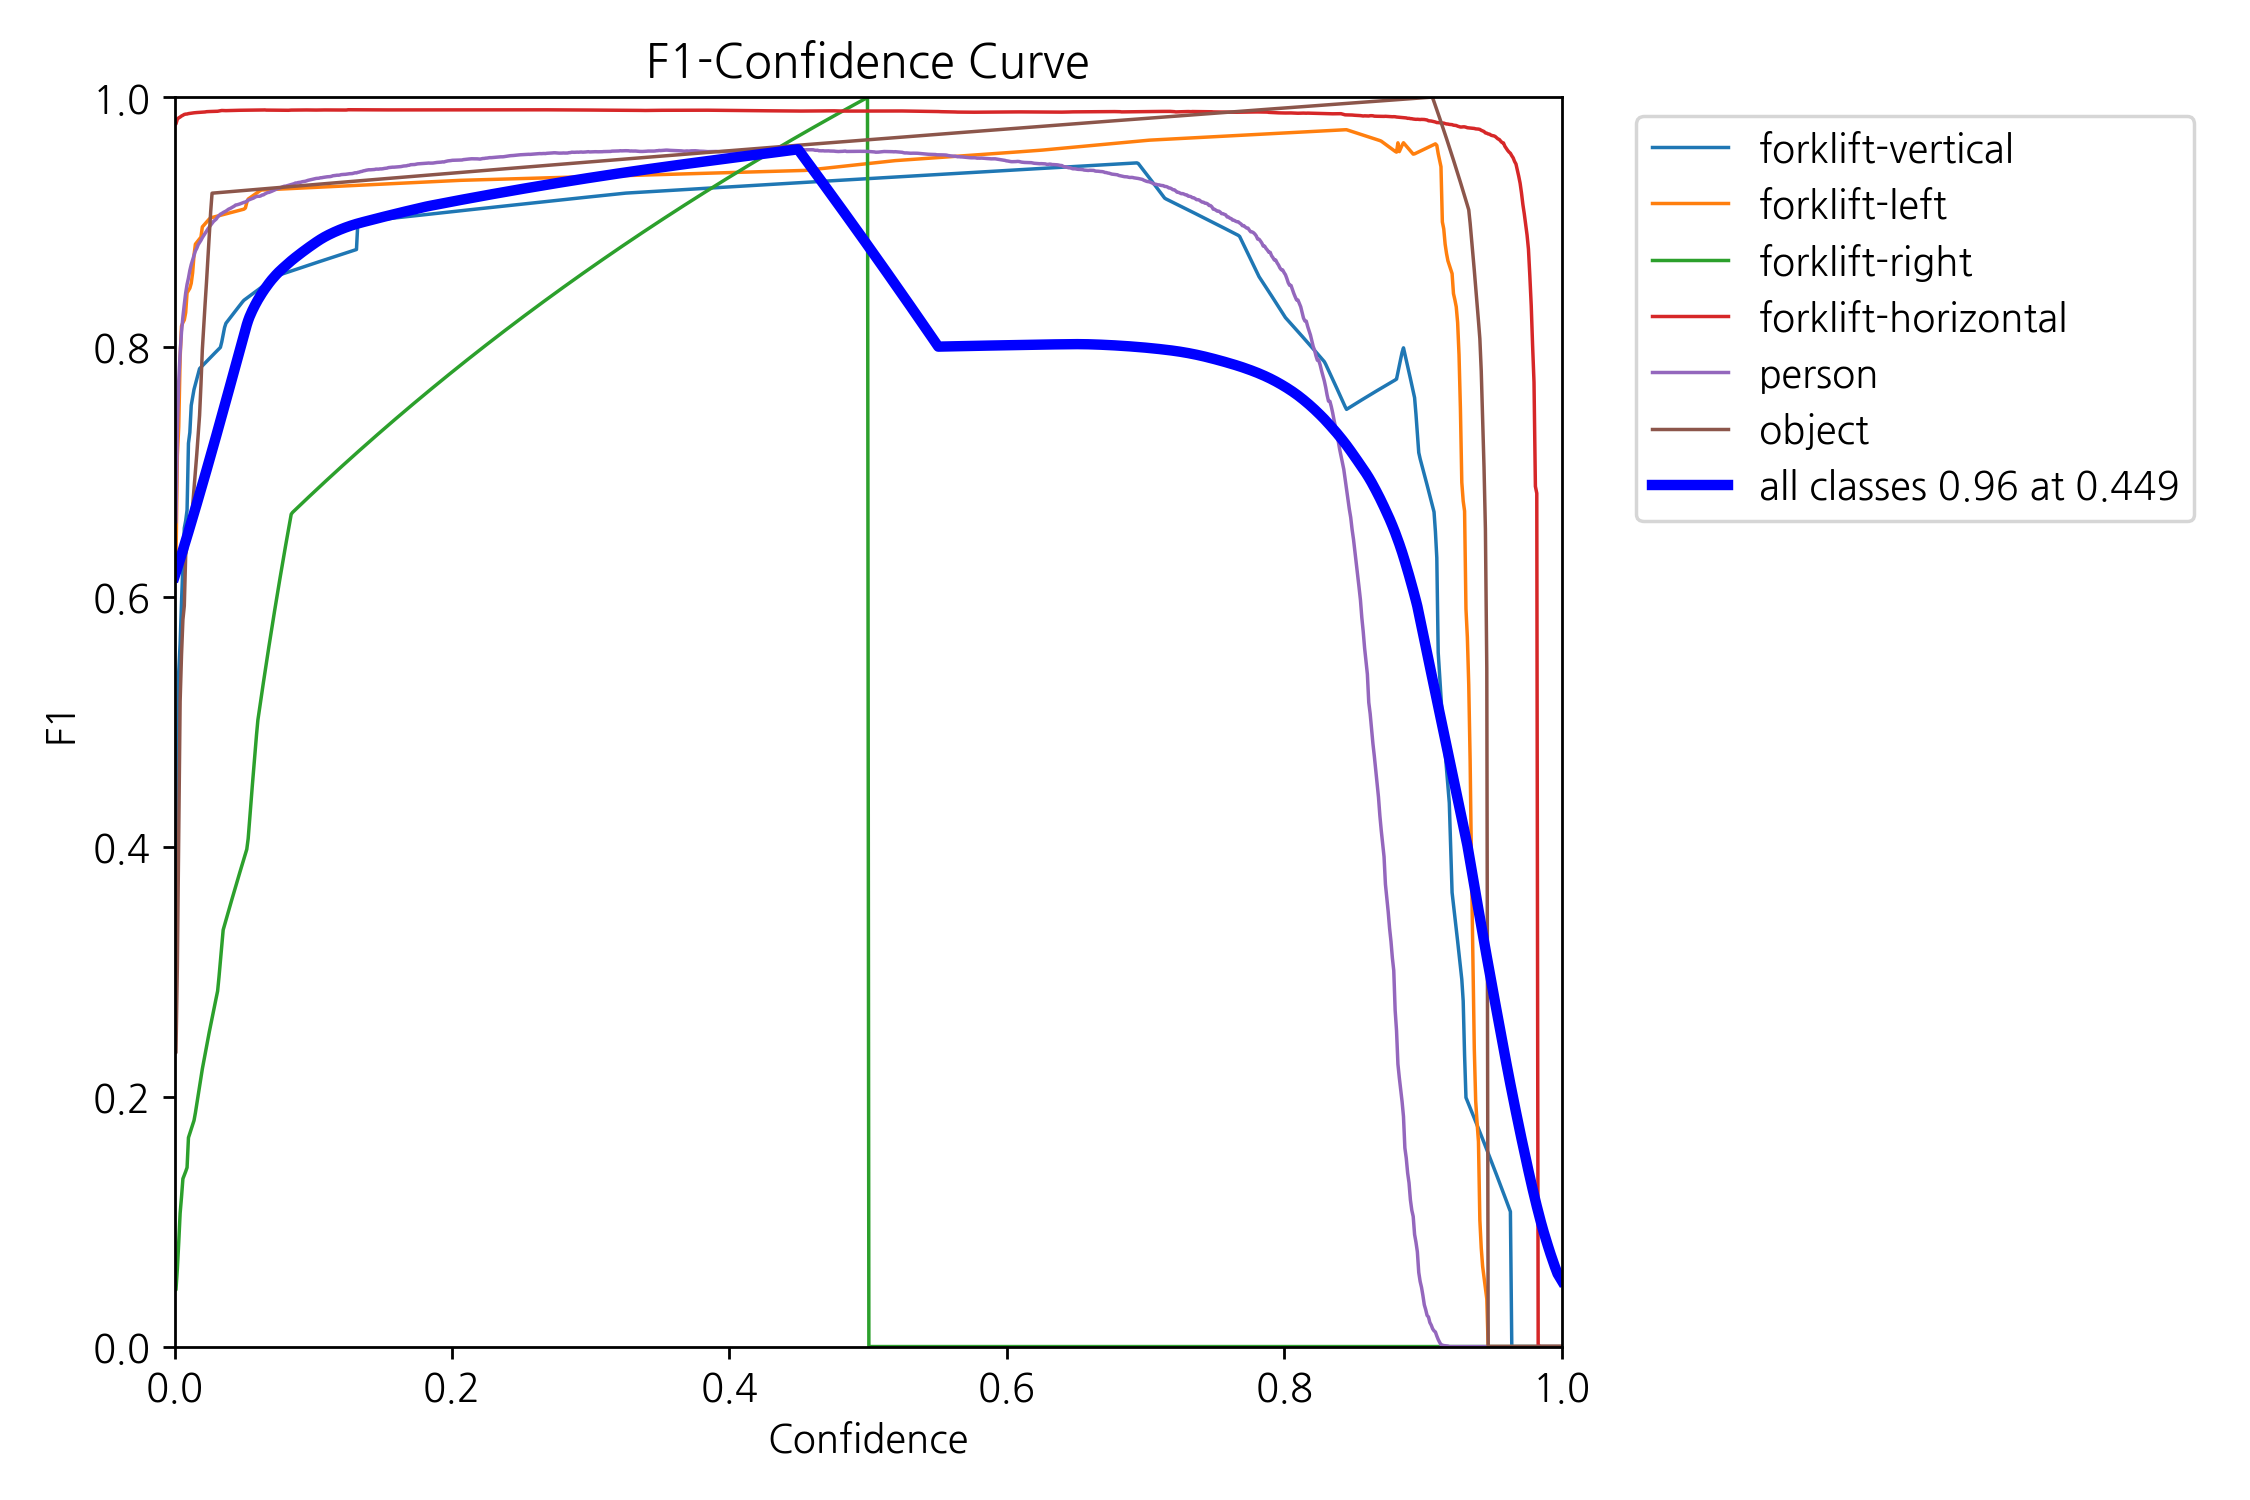 F1-Confidence Curve
1.0
0.8
0.6
0.4
0.2
0.0
F1
0.0 0.2 0.4 0.6 0.8 1.0
Confidence
forklift-vertical
forklift-left
forklift-right
forklift-horizontal
person
object
all classes 0.96 at 0.449